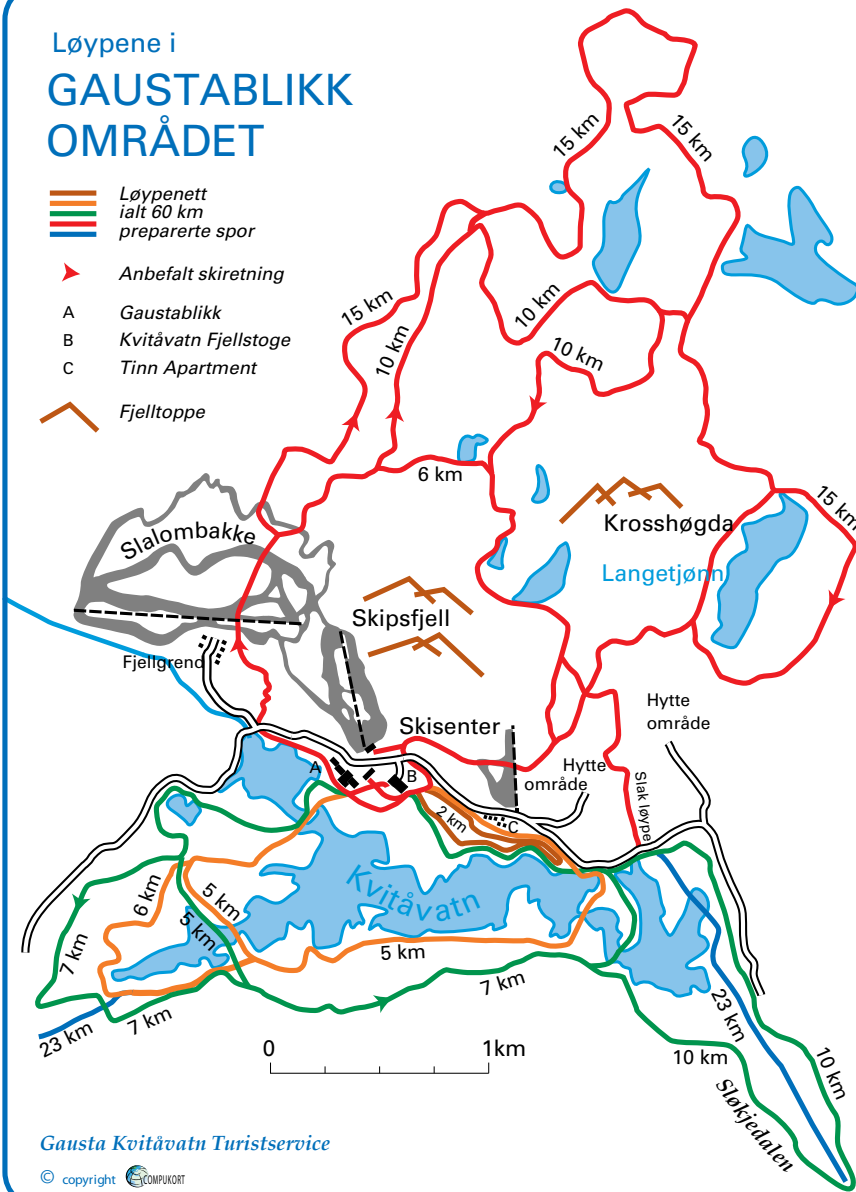 Løypene i
GAUSTABLIKK
OMRÅDET
Løypenett
ialt 60 km
preparerte spor
Anbefalt skiretning
A Gaustablikk
B Kvitåvatn Fjellstoge
C Tinn Apartment
Fjelltoppe
15 km
15 km
15 km
10 km
10 km
10 km
6 km
15 km
Krosshøgda
Langetjønn
Slalombakke
Skipsfjell
Fjellgrend
Skisenter
Hytte
område
Hytte
område
Slak løype
A
B
C
2 km
Kvitåvatn
6 km
5 km
5 km
5 km
7 km
7 km
7 km
23 km
23 km
10 km
10 km
Sløkjedalen
0 1km
Gausta Kvitåvatn Turistservice
© copyright COMPUKORT